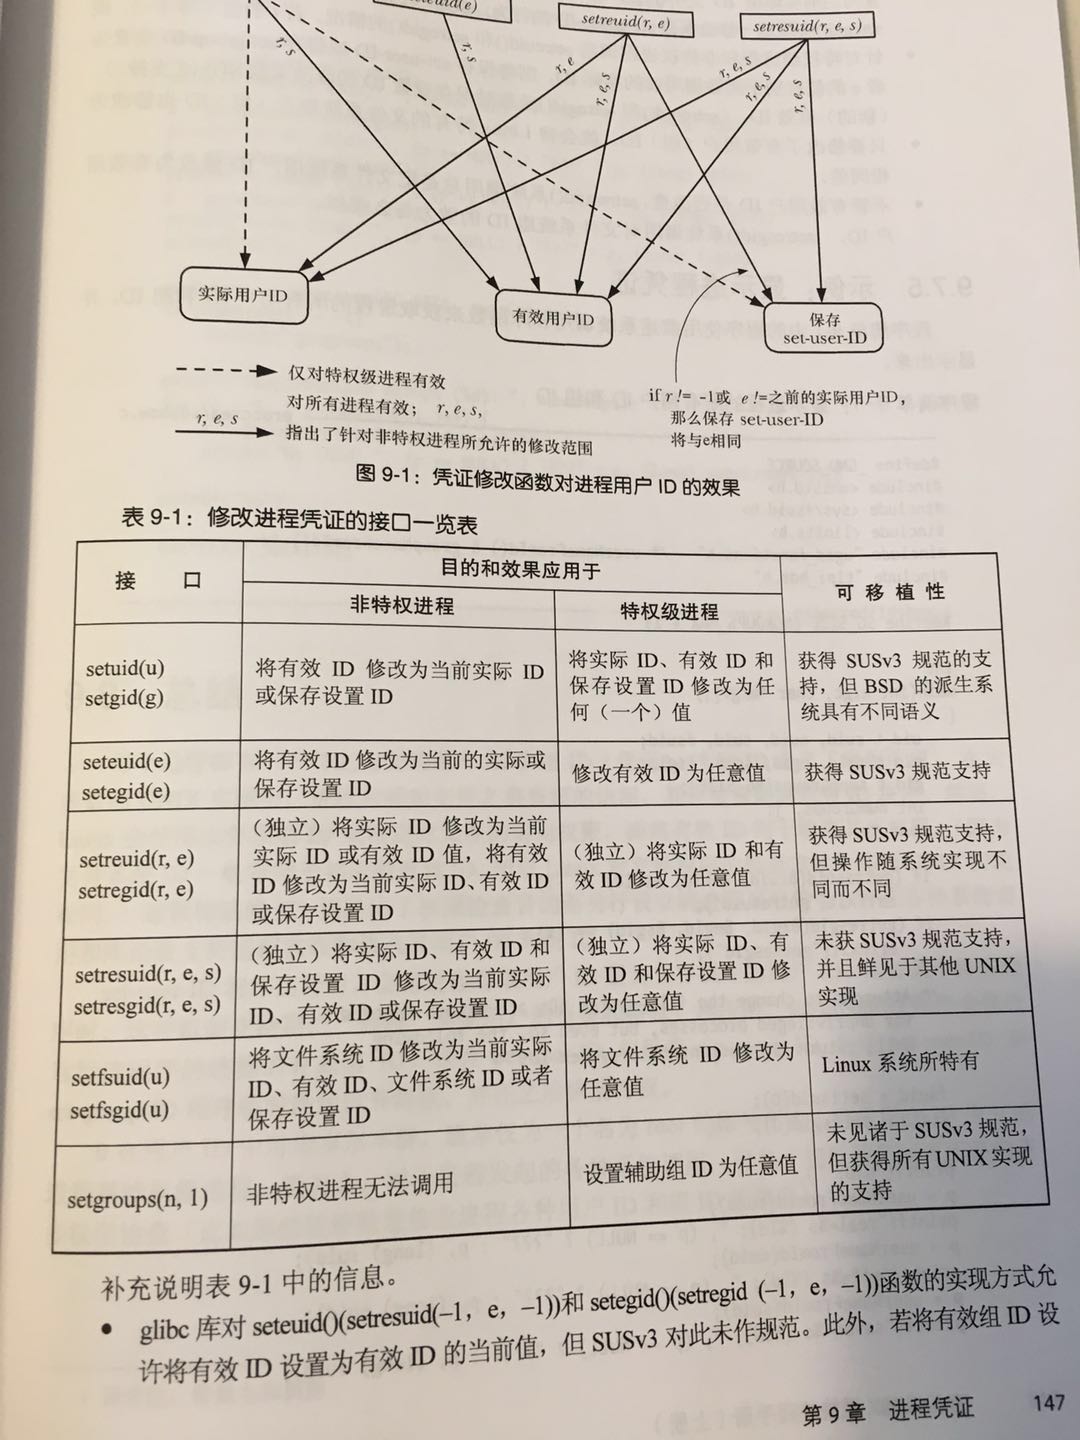 setreuid(r, e)
setresuid(r, e, s)
r, s
r, s
r, e
r, e, s
r, e, s
r, e, s
r, e, s
实际用户ID
有效用户ID
保存
set-user-ID
仅对特权级进程有效
对所有进程有效；r, e, s,
r, e, s
指出了针对非特权进程所允许的修改范围
if r != -1或 e !=之前的实际用户ID，
那么保存 set-user-ID
将与e相同
图 9-1：凭证修改函数对进程用户 ID 的效果
表 9-1：修改进程凭证的接口一览表
接 口
目的和效果应用于
可 移 植 性
非特权进程
特权级进程
setuid(u)
setgid(g)
将有效 ID 修改为当前实际 ID
或保存设置 ID
将实际 ID、有效 ID 和
保存设置 ID 修改为任
何（一个）值
获得 SUSv3 规范的支
持，但 BSD 的派生系
统具有不同语义
seteuid(e)
setegid(e)
将有效 ID 修改为当前的实际或
保存设置 ID
修改有效 ID 为任意值
获得 SUSv3 规范支持
setreuid(r, e)
setregid(r, e)
（独立）将实际 ID 修改为当前
实际 ID 或有效 ID 值，将有效
ID 修改为当前实际 ID、有效 ID
或保存设置 ID
（独立）将实际 ID 和有
效 ID 修改为任意值
获得 SUSv3 规范支持，
但操作随系统实现不
同而不同
setresuid(r, e, s)
setresgid(r, e, s)
（独立）将实际 ID、有效 ID 和
保存设置 ID 修改为当前实际
ID、有效 ID 或保存设置 ID
（独立）将实际 ID、有
效 ID 和保存设置 ID 修
改为任意值
未获 SUSv3 规范支持，
并且鲜见于其他 UNIX
实现
setfsuid(u)
setfsgid(u)
将文件系统 ID 修改为当前实际
ID、有效 ID、文件系统 ID 或者
保存设置 ID
将文件系统 ID 修改为
任意值
Linux 系统所特有
setgroups(n, 1)
非特权进程无法调用
设置辅助组 ID 为任意值
未见诸于 SUSv3 规范，
但获得所有 UNIX 实现
的支持
补充说明表 9-1 中的信息。
● glibc 库对 seteuid()(setresuid(–1，e，–1))和 setegid()(setregid (–1，e，–1))函数的实现方式允
许将有效 ID 设置为有效 ID 的当前值，但 SUSv3 对此未作规范。此外，若将有效组 ID 设
第 9 章 进程凭证 147